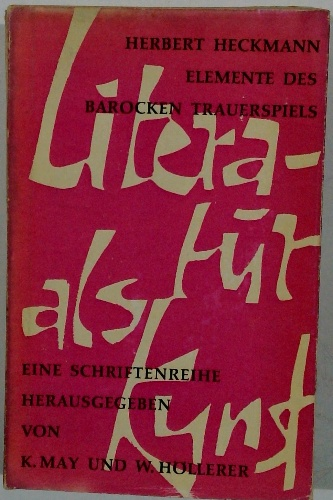 HERBERT HECKMANN
ELEMENTE DES
BAROCKEN TRAUERSPIELS
Litera-
tur
als
Kunst
EINE SCHRIFTENREIHE
HERAUSGEGEBEN
VON
K. MAY UND W. HÖLLERER